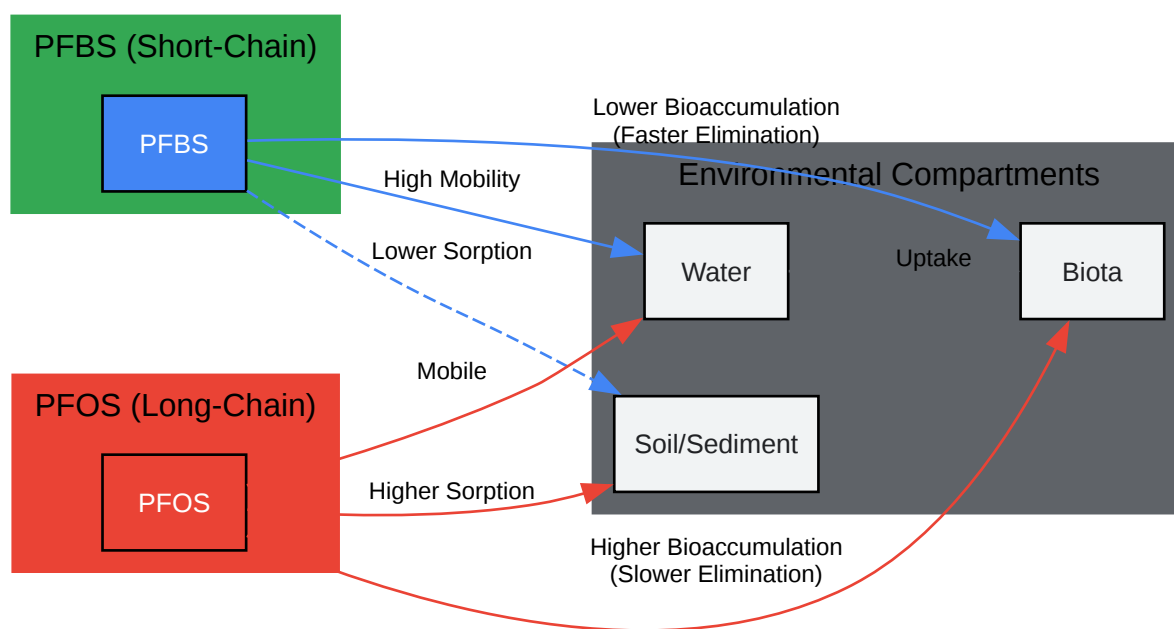 PFBS (Short-Chain)
PFBS
Lower Bioaccumulation
(Faster Elimination)
High Mobility
Environmental Compartments
Lower Sorption
Water
Uptake
Biota
Mobile
PFOS (Long-Chain)
Soil/Sediment
Higher Sorption
PFOS
Higher Bioaccumulation
(Slower Elimination)